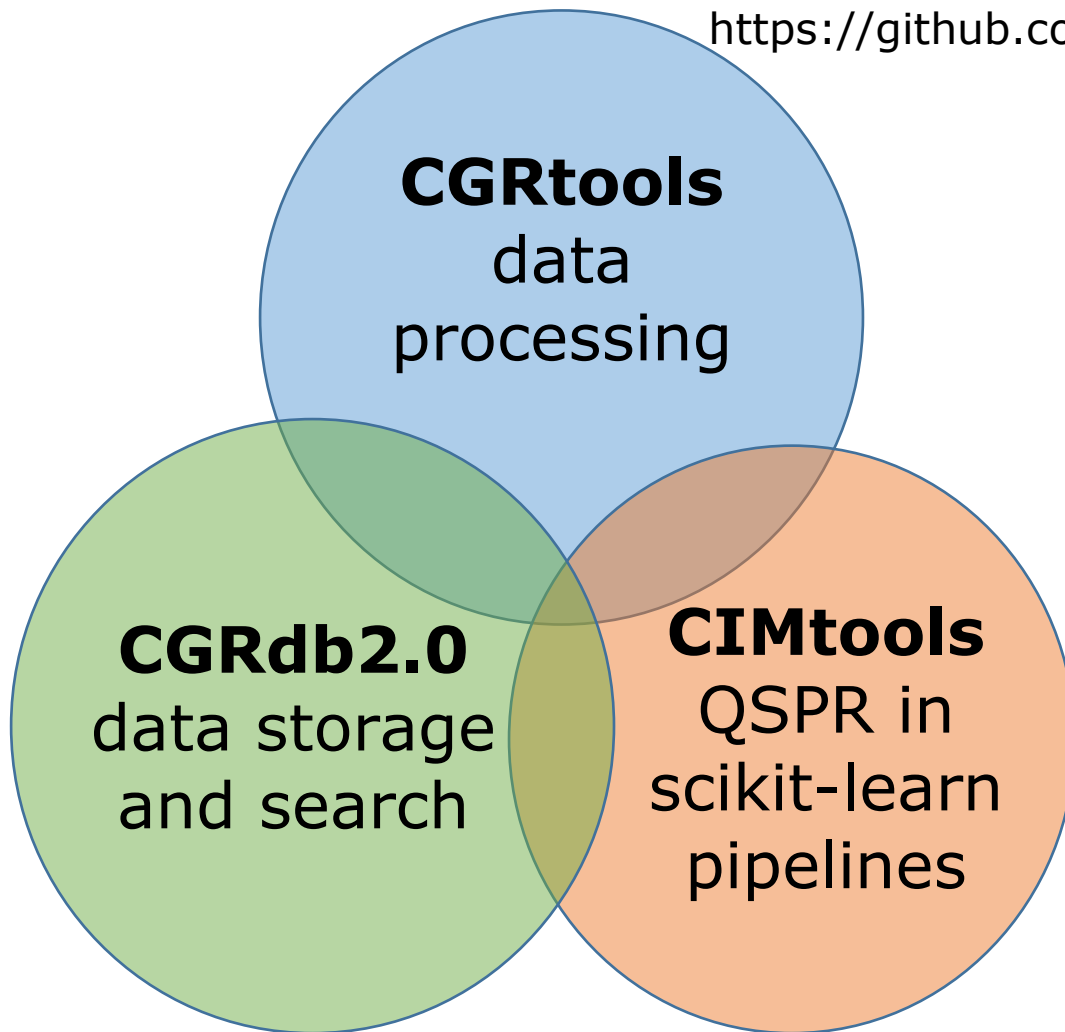 https://github.co
CGRtools
data
processing
CGRdb2.0
data storage
and search
CIMtools
QSPR in
scikit-learn
pipelines